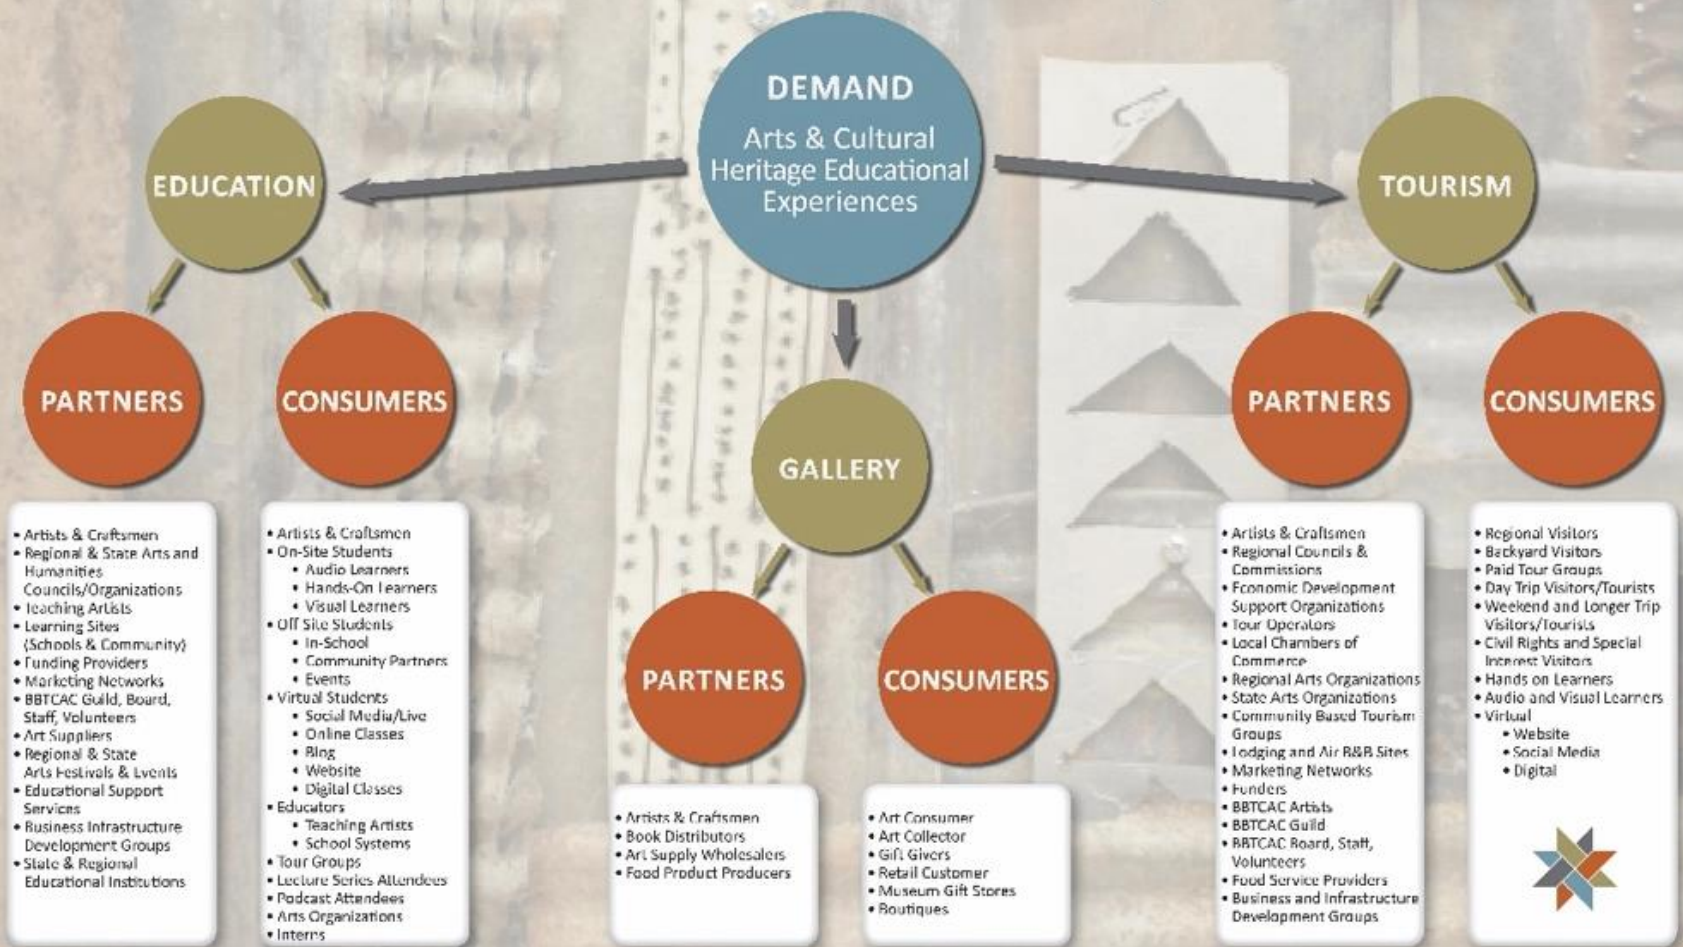 DEMAND
Arts & Cultural
Heritage Educational
Experiences
EDUCATION
TOURISM
PARTNERS
CONSUMERS
GALLERY
PARTNERS
CONSUMERS
PARTNERS
CONSUMERS
• Artists & Craftsmen
• Regional & State Arts and
Humanities
Councils/Organizations
• Teaching Artists
• Learning Sites
(Schools & Community)
• Funding Providers
• Marketing Networks
• BBTCAC Guild, Board,
Staff, Volunteers
• Art Suppliers
• Regional & State
Arts Festivals & Events
• Educational Support
Services
• Business Infrastructure
Development Groups
• State & Regional
Educational Institutions
• Artists & Craftsmen
• On-Site Students
• Audio Learners
• Hands-On Learners
• Visual Learners
• Off Site Students
• In-School
• Community Partners
• Events
• Virtual Students
• Social Media/Live
• Online Classes
• Blog
• Website
• Digital Classes
• Educators
• Teaching Artists
• School Systems
• Tour Groups
• Lecture Series Attendees
• Podcast Attendees
• Arts Organizations
• Interns
• Artists & Craftsmen
• Book Distributors
• Art Supply Wholesalers
• Food Product Producers
• Art Consumer
• Art Collector
• Gift Givers
• Retail Customer
• Museum Gift Stores
• Boutiques
• Artists & Craftsmen
• Regional Councils &
Commissions
• Economic Development
Support Organizations
• Tour Operators
• Local Chambers of
Commerce
• Regional Arts Organizations
• State Arts Organizations
• Community Based Tourism
Groups
• Lodging and Air B&B Sites
• Marketing Networks
• Funders
• BBTCAC Artists
• BBTCAC Guild
• BBTCAC Board, Staff,
Volunteers
• Food Service Providers
• Business and Infrastructure
Development Groups
• Regional Visitors
• Backyard Visitors
• Paid Tour Groups
• Day Trip Visitors/Tourists
• Weekend and Longer Trip
Visitors/Tourists
• Civil Rights and Special
Interest Visitors
• Hands on Learners
• Audio and Visual Learners
• Virtual
• Website
• Social Media
• Digital